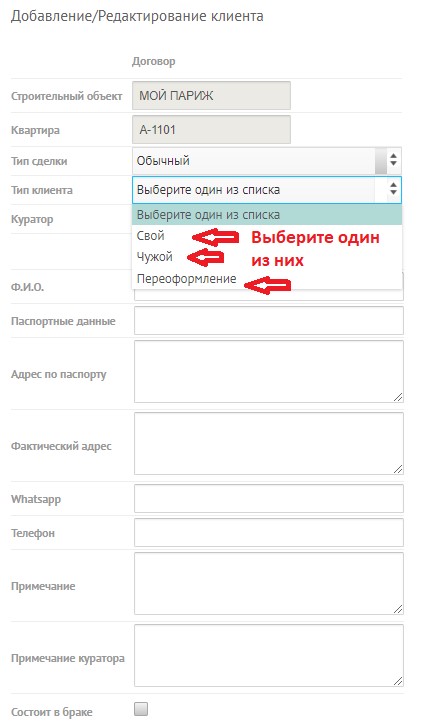 Добавление/Редактирование клиента
Договор
Строительный объект МОЙ ПАРИЖ
Квартира А-1101
Тип сделки Обычный
Тип клиента Выберите один из списка
Выберите один из списка
Куратор
Свой
Чужой
Переоформление
Выберите один
из них
Ф.И.О.
Паспортные данные
Адрес по паспорту
Фактический адрес
Whatsapp
Телефон
Примечание
Примечание куратора
Состоит в браке